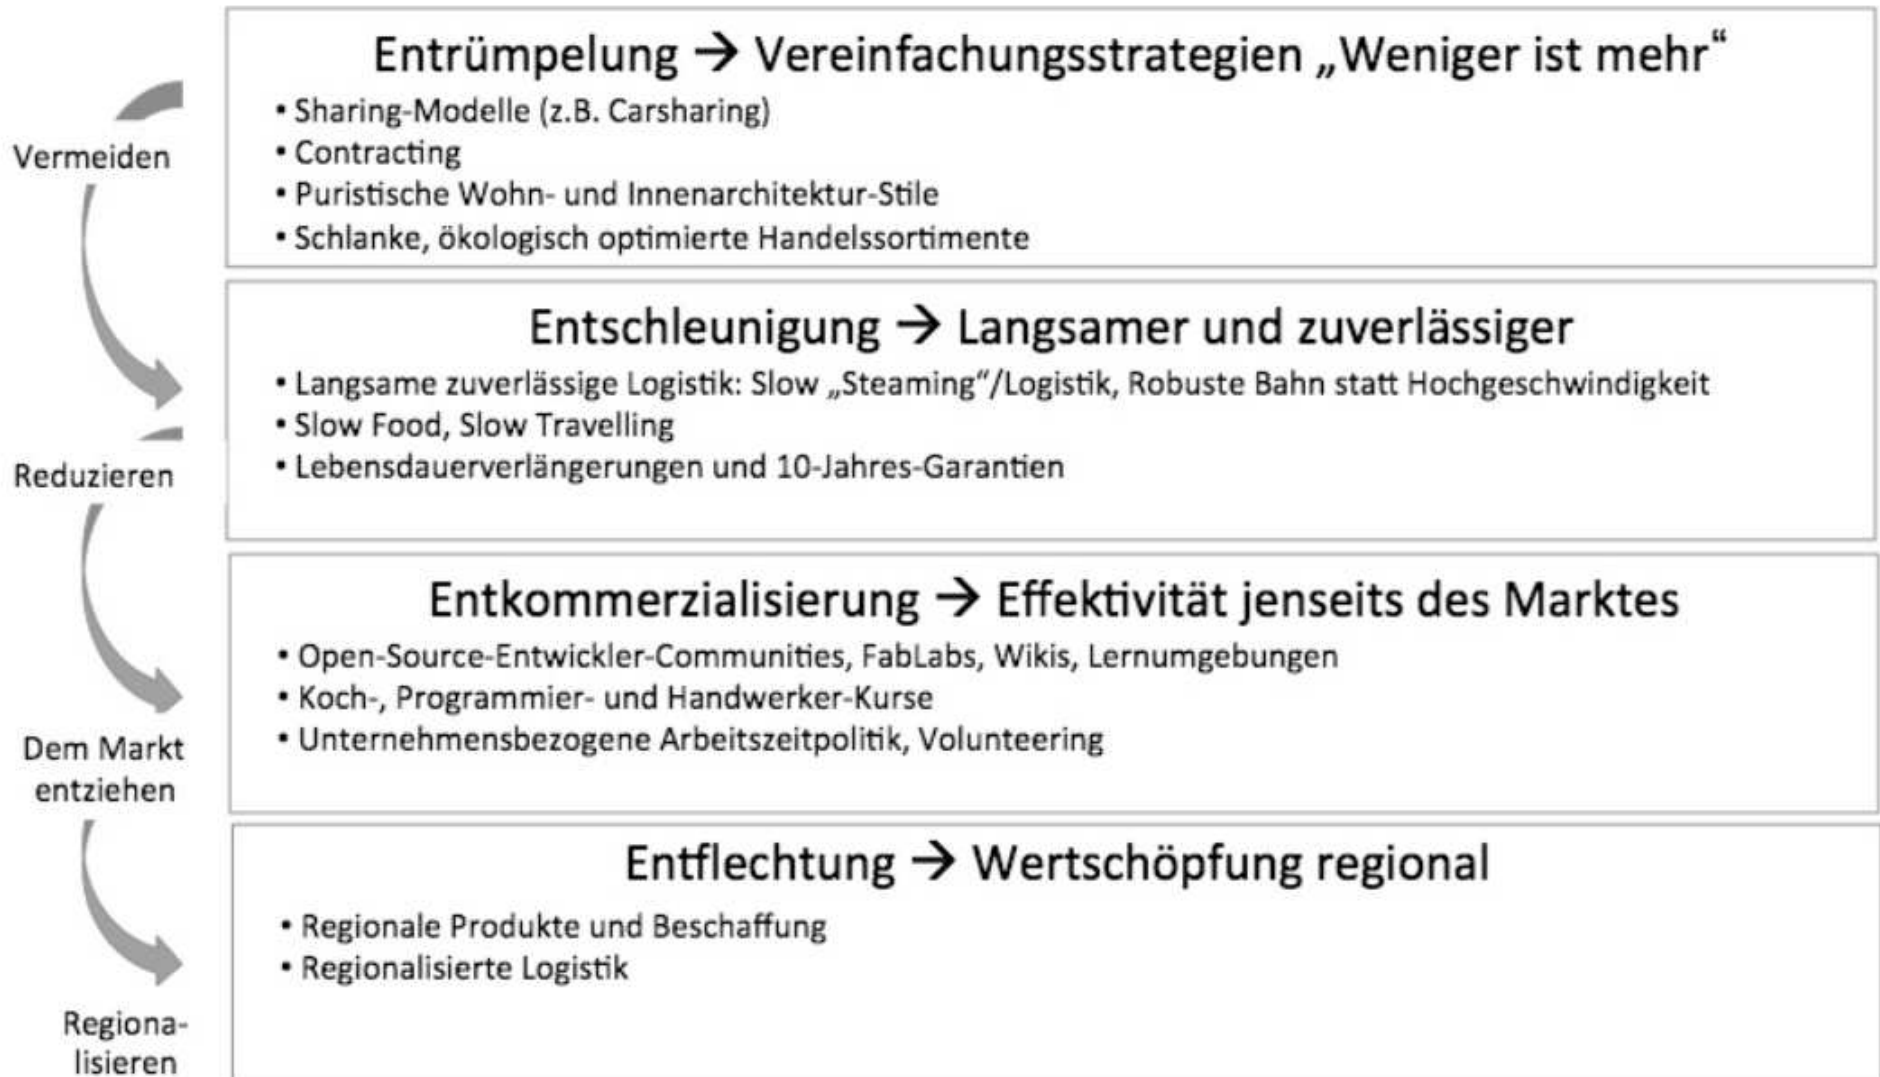 Entrümpelung → Vereinfachungsstrategien „Weniger ist mehr“
• Sharing-Modelle (z.B. Carsharing)
• Contracting
• Puristische Wohn- und Innenarchitektur-Stile
• Schlanke, ökologisch optimierte Handelssortimente
Vermeiden
Entschleunigung → Langsamer und zuverlässiger
• Langsame zuverlässige Logistik: Slow „Steaming“/Logistik, Robuste Bahn statt Hochgeschwindigkeit
• Slow Food, Slow Travelling
• Lebensdauerverlängerungen und 10-Jahres-Garantien
Reduzieren
Entkommerzialisierung → Effektivität jenseits des Marktes
• Open-Source-Entwickler-Communities, FabLabs, Wikis, Lernumgebungen
• Koch-, Programmier- und Handwerker-Kurse
• Unternehmensbezogene Arbeitszeitpolitik, Volunteering
Dem Markt
entziehen
Entflechtung → Wertschöpfung regional
• Regionale Produkte und Beschaffung
• Regionalisierte Logistik
Regiona-
lisieren